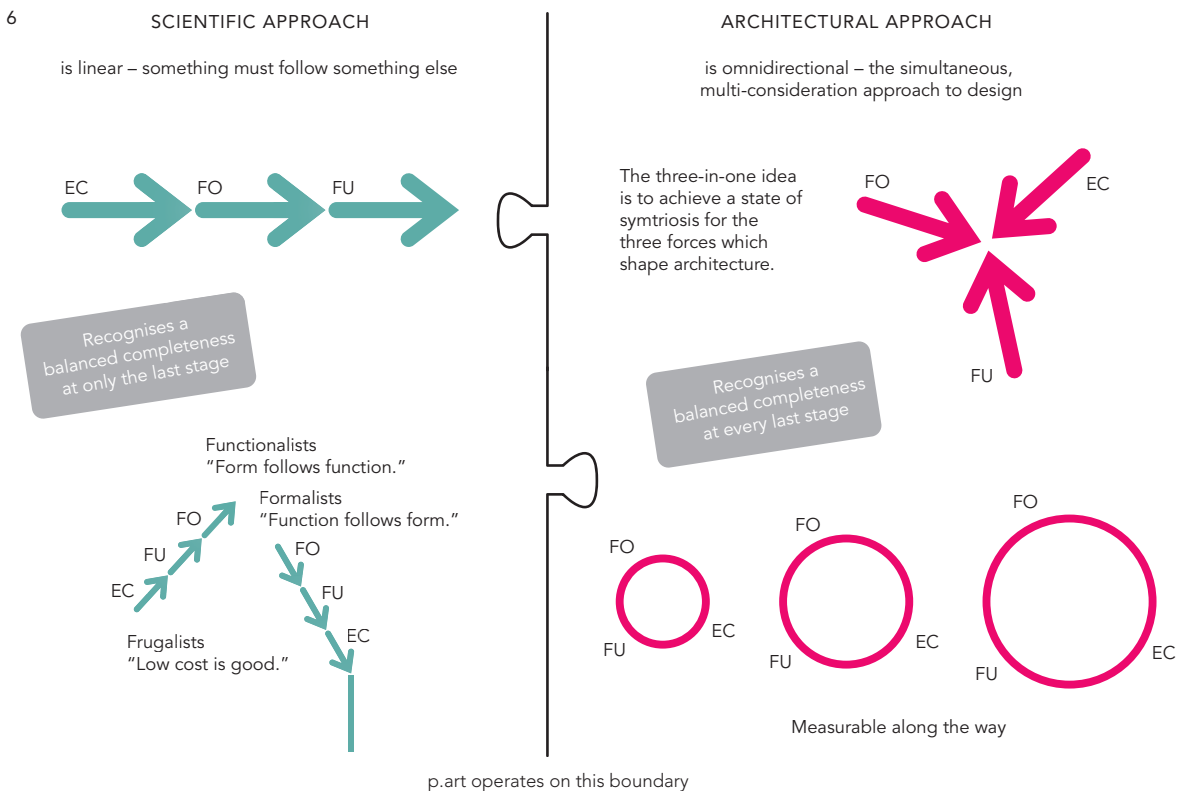 6
SCIENTIFIC APPROACH
is linear – something must follow something else
EC
FO
FU
Recognises a
balanced completeness
at only the last stage
Functionalists
“Form follows function.”
Formalists
“Function follows form.”
FO
FU
EC
FO
FU
EC
Frugalists
“Low cost is good.”
ARCHITECTURAL APPROACH
is omnidirectional – the simultaneous,
multi-consideration approach to design
The three-in-one idea
is to achieve a state of
symtriosis for the
three forces which
shape architecture.
FO
EC
FU
Recognises a
balanced completeness
at every last stage
FO
FU
EC
FO
FU
EC
FO
FU
EC
Measurable along the way
p.art operates on this boundary